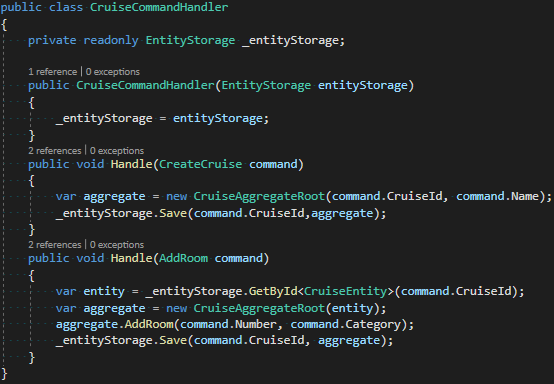 public class CruiseCommandHandler
{
private readonly EntityStorage _entityStorage;
1 reference | 0 exceptions
public CruiseCommandHandler(EntityStorage entityStorage)
{
_entityStorage = entityStorage;
}
2 references | 0 exceptions
public void Handle(CreateCruise command)
{
var aggregate = new CruiseAggregateRoot(command.CruiseId, command.Name);
_entityStorage.Save(command.CruiseId,aggregate);
}
2 references | 0 exceptions
public void Handle(AddRoom command)
{
var entity = _entityStorage.GetById<CruiseEntity>(command.CruiseId);
var aggregate = new CruiseAggregateRoot(entity);
aggregate.AddRoom(command.Number, command.Category);
_entityStorage.Save(command.CruiseId, aggregate);
}
}